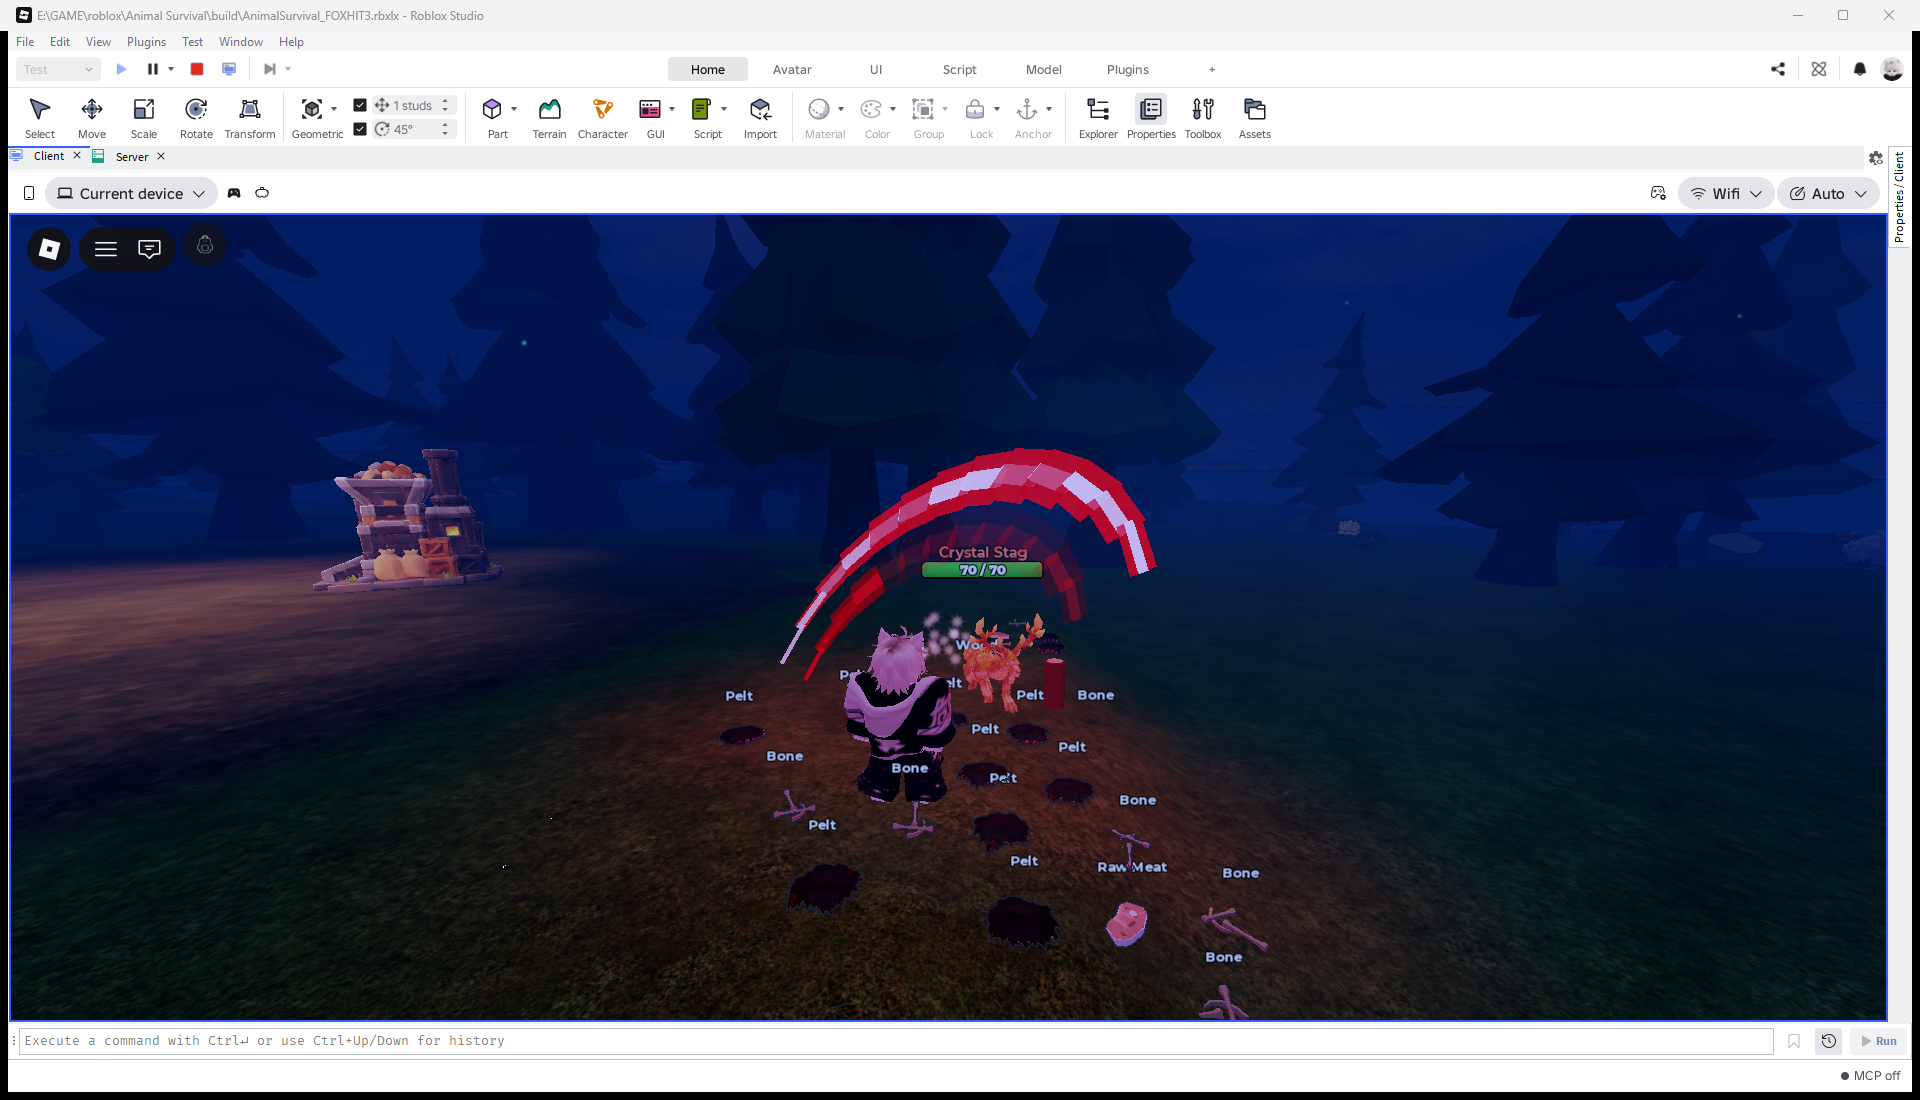 E:\GAME\roblox\Animal Survival\build\AnimalSurvival_FOXHIT3.rbxlx - Roblox Studio
File Edit View Plugins Test Window Help
Test
Home Avatar UI Script Model Plugins +
1 studs
45°
Select Move Scale Rotate Transform Geometric Part Terrain Character GUI Script Import Material Color Group Lock Anchor Explorer Properties Toolbox Assets
Client Server
Properties / Client
Current device
Wifi Auto
Crystal Stag
70 / 70
Pelt
Pelt Bone
Pelt
Pelt
Bone
Bone
Pelt
Bone
Pelt
Pelt
Raw Meat
Bone
Bone
Execute a command with Ctrl↵ or use Ctrl+Up/Down for history
Run
MCP off